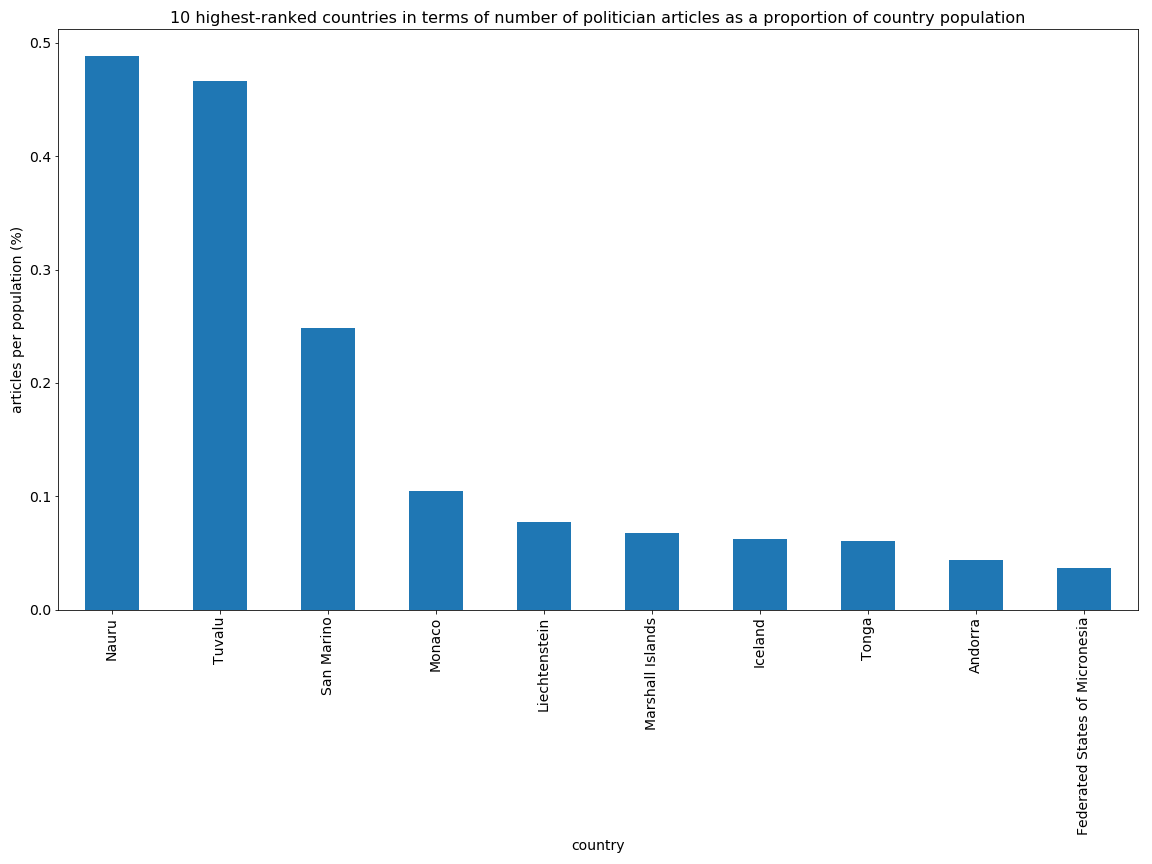 10 highest-ranked countries in terms of number of politician articles as a proportion of country population
articles per population (%)
0.5
0.4
0.3
0.2
0.1
0.0
Nauru
Tuvalu
San Marino
Monaco
Liechtenstein
Marshall Islands
Iceland
Tonga
Andorra
Federated States of Micronesia
country